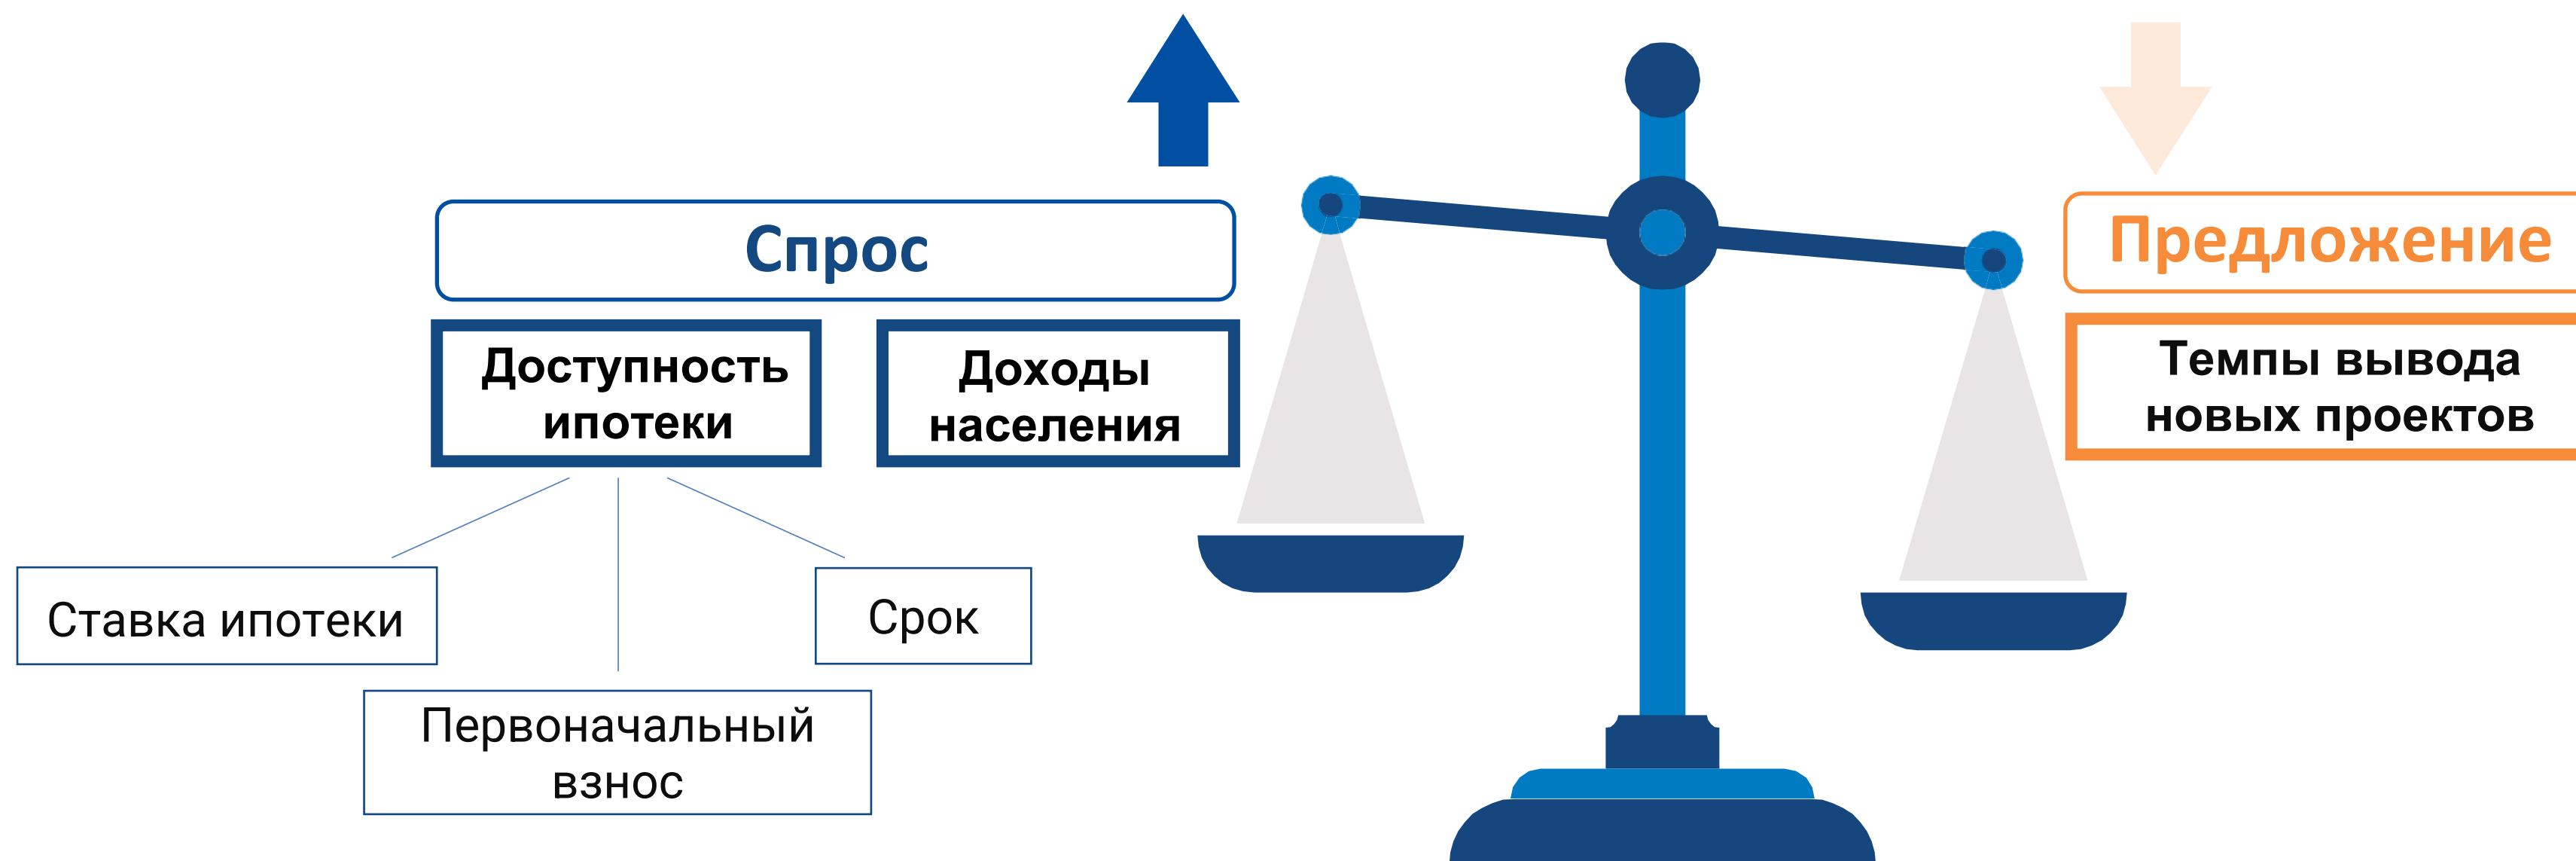 Спрос
Доступность
ипотеки
Доходы
населения
Ставка ипотеки
Срок
Первоначальный
взнос
Предложение
Темпы вывода
новых проектов